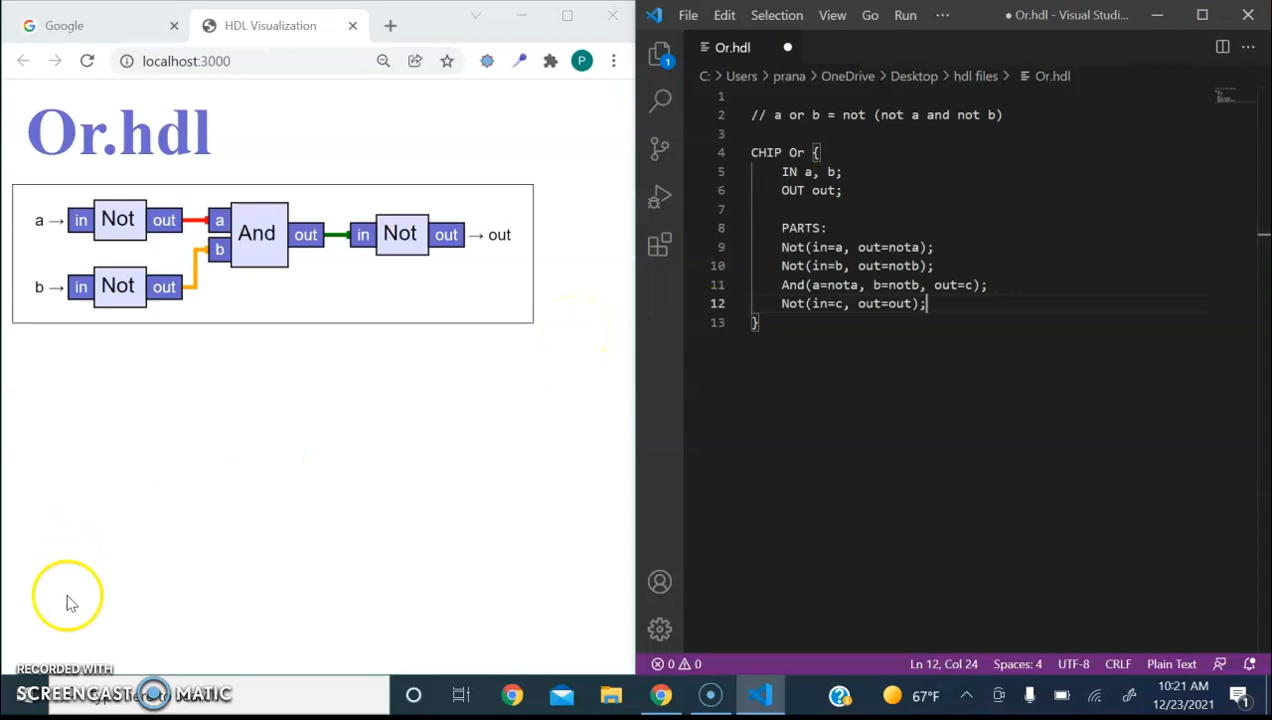 Google
HDL Visualization
localhost:3000
P
Or.hdl
a → in Not out a And out in Not out → out
b
b → in Not out
File Edit Selection View Go Run ··· ● Or.hdl - Visual Studi...
Or.hdl
C: > Users > prana > OneDrive > Desktop > hdl files > Or.hdl
1
2 // a or b = not (not a and not b)
3
4 CHIP Or {
5 IN a, b;
6 OUT out;
7
8 PARTS:
9 Not(in=a, out=nota);
10 Not(in=b, out=notb);
11 And(a=nota, b=notb, out=c);
12 Not(in=c, out=out);
13 }
1
0 0 Ln 12, Col 24 Spaces: 4 UTF-8 CRLF Plain Text
RECORDED WITH
SCREENCAST MATIC
67°F 10:21 AM
12/23/2021
1